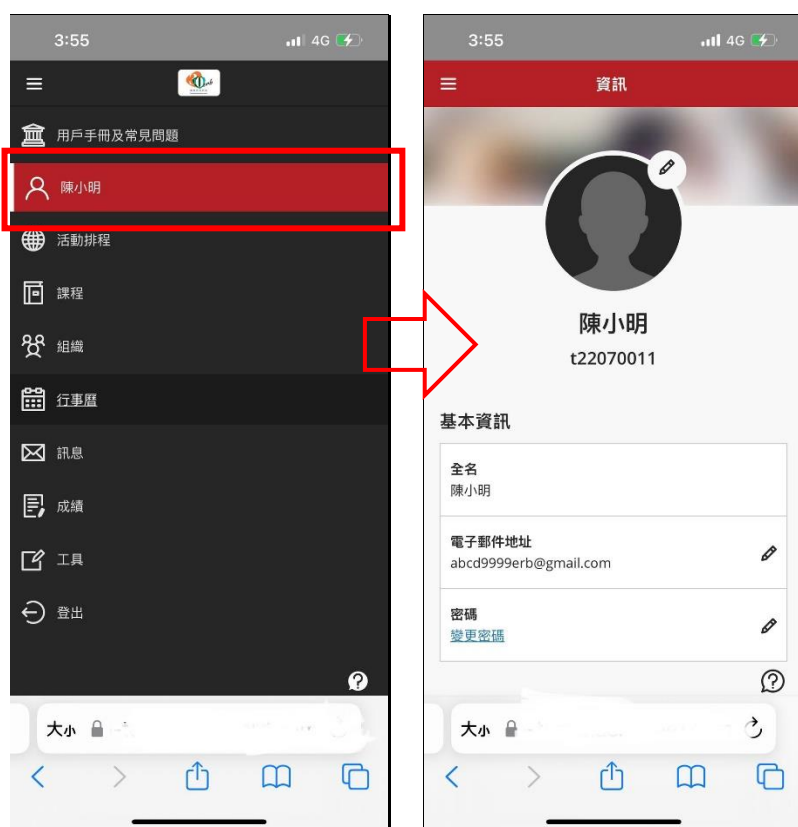 3:55
4G
用戶手冊及常見問題
陳小明
活動排程
課程
組織
行事曆
訊息
成績
工具
登出
大小
3:55
4G
資訊
陳小明
t22070011
基本資訊
全名
陳小明
電子郵件地址
abcd9999erb@gmail.com
密碼
變更密碼
大小